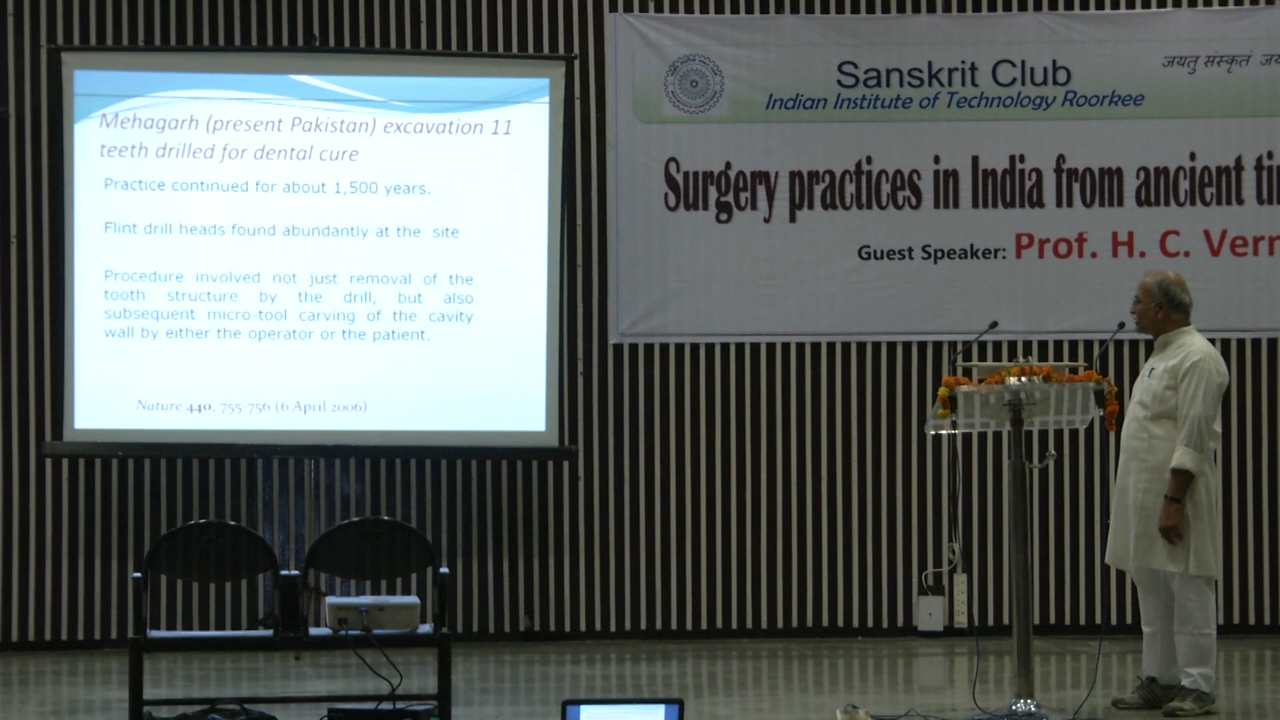 Mehagarh (present Pakistan) excavation 11
teeth drilled for dental cure
Practice continued for about 1,500 years.
Flint drill heads found abundantly at the site
Procedure involved not just removal of the
tooth structure by the drill, but also
subsequent micro-tool carving of the cavity
wall by either the operator or the patient.
Nature 440, 755-756 (6 April 2006)
Sanskrit Club
Indian Institute of Technology Roorkee
जयतु संस्कृतं
Surgery practices in India from ancient
Guest Speaker: Prof. H. C.